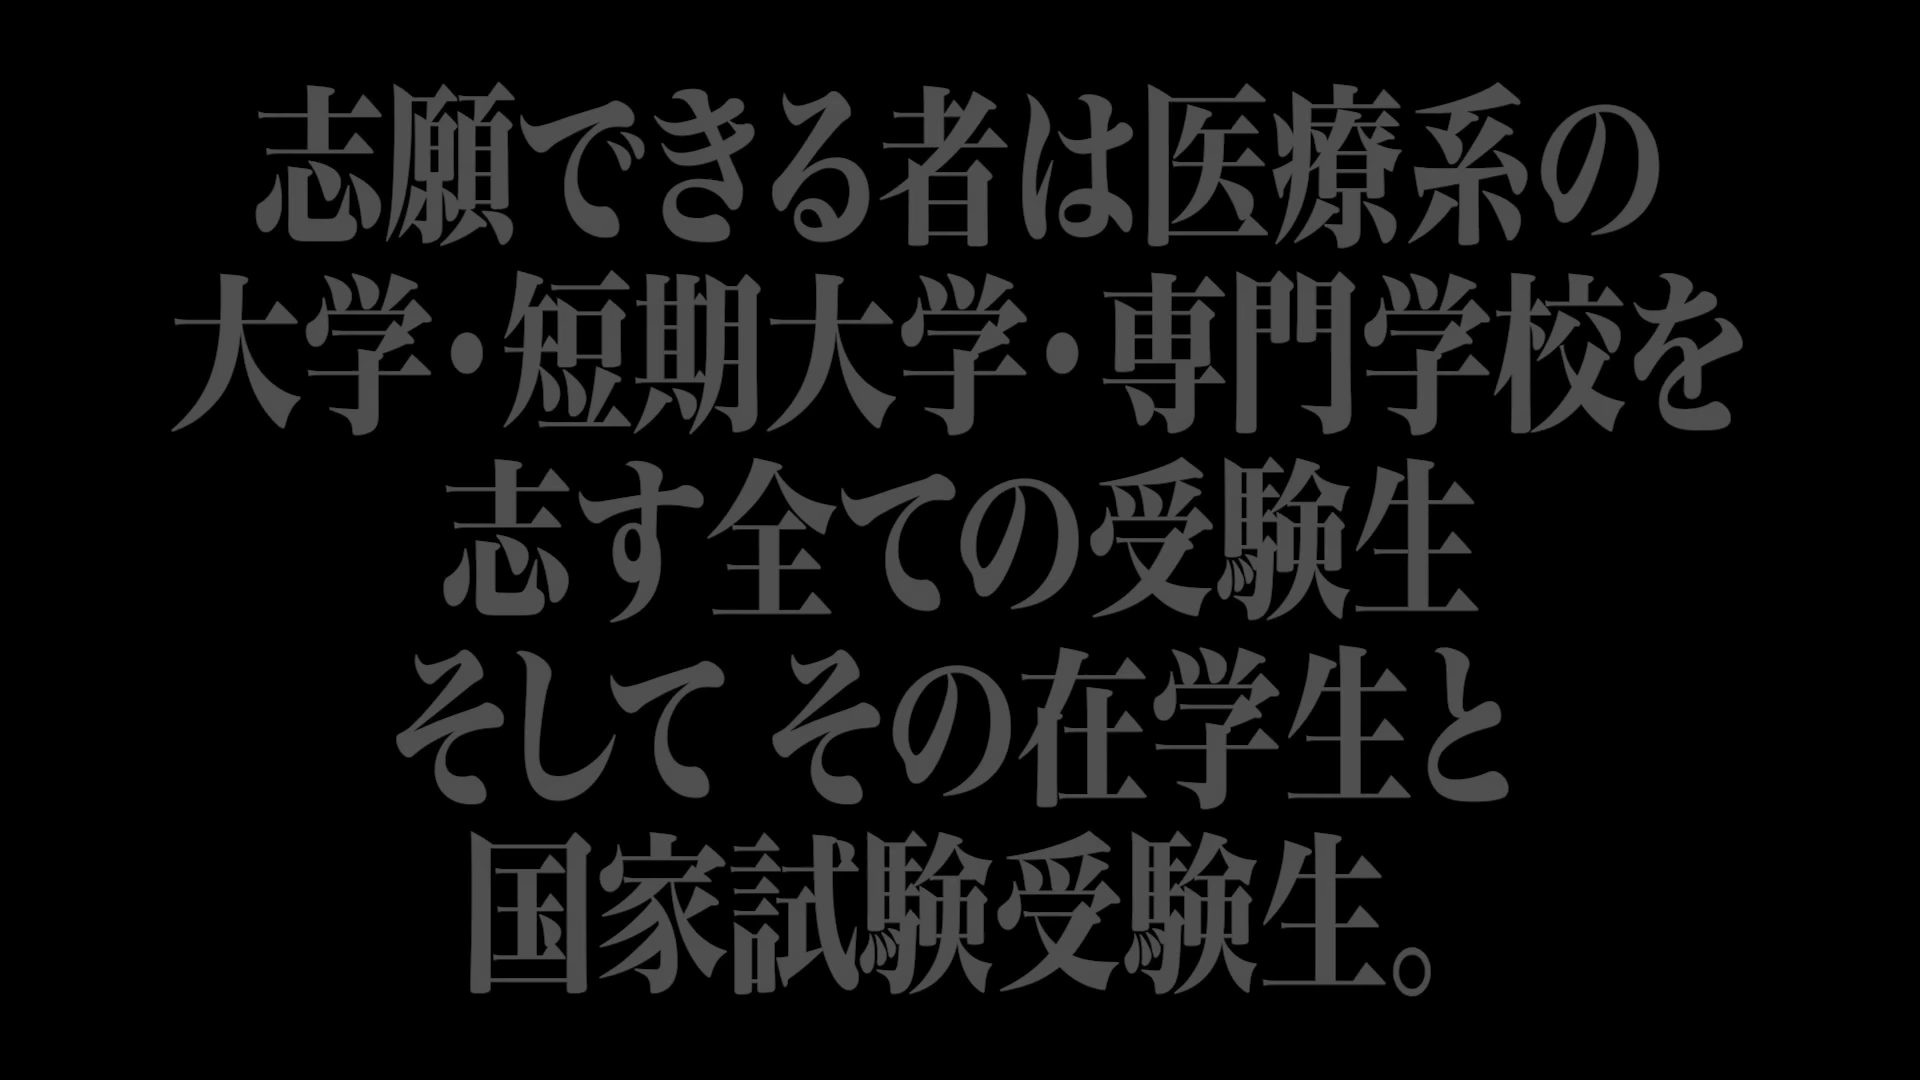 志願できる者は医療系の
大学・短期大学・専門学校を
志す全ての受験生
そして その在学生と
国家試験受験生。